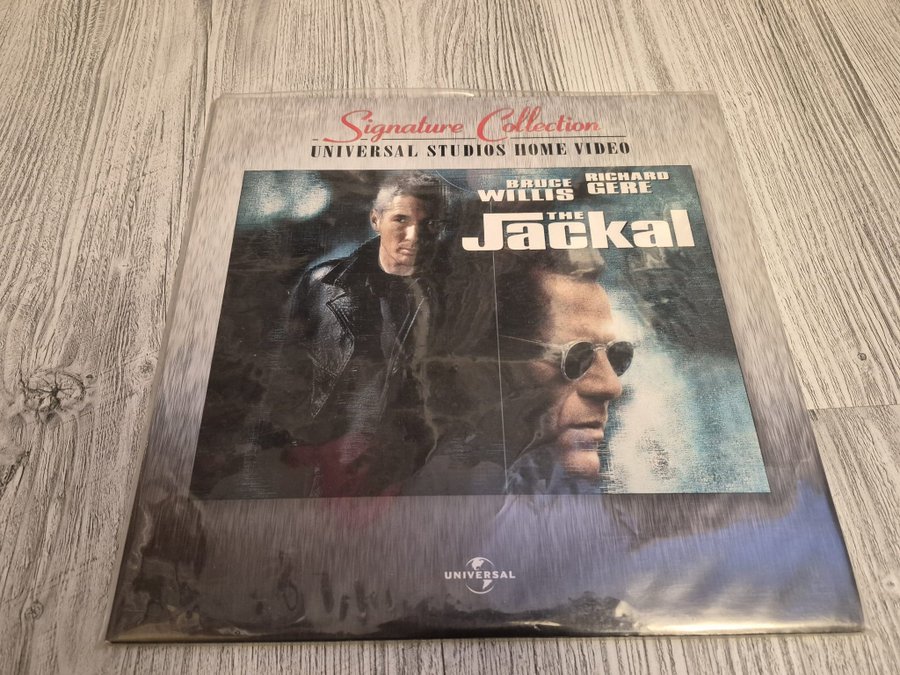 Signature Collection
UNIVERSAL STUDIOS HOME VIDEO
BRUCE WILLIS
RICHARD GERE
THE
Jackal
UNIVERSAL